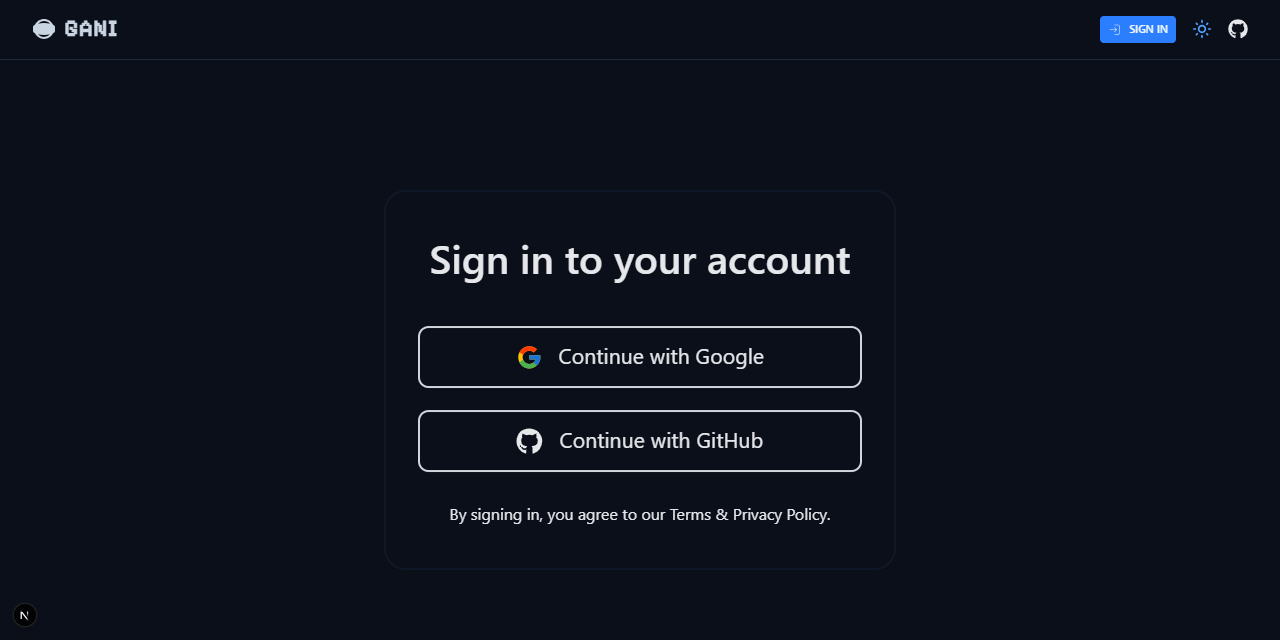 GANI
SIGN IN
Sign in to your account
Continue with Google
Continue with GitHub
By signing in, you agree to our Terms & Privacy Policy.
N